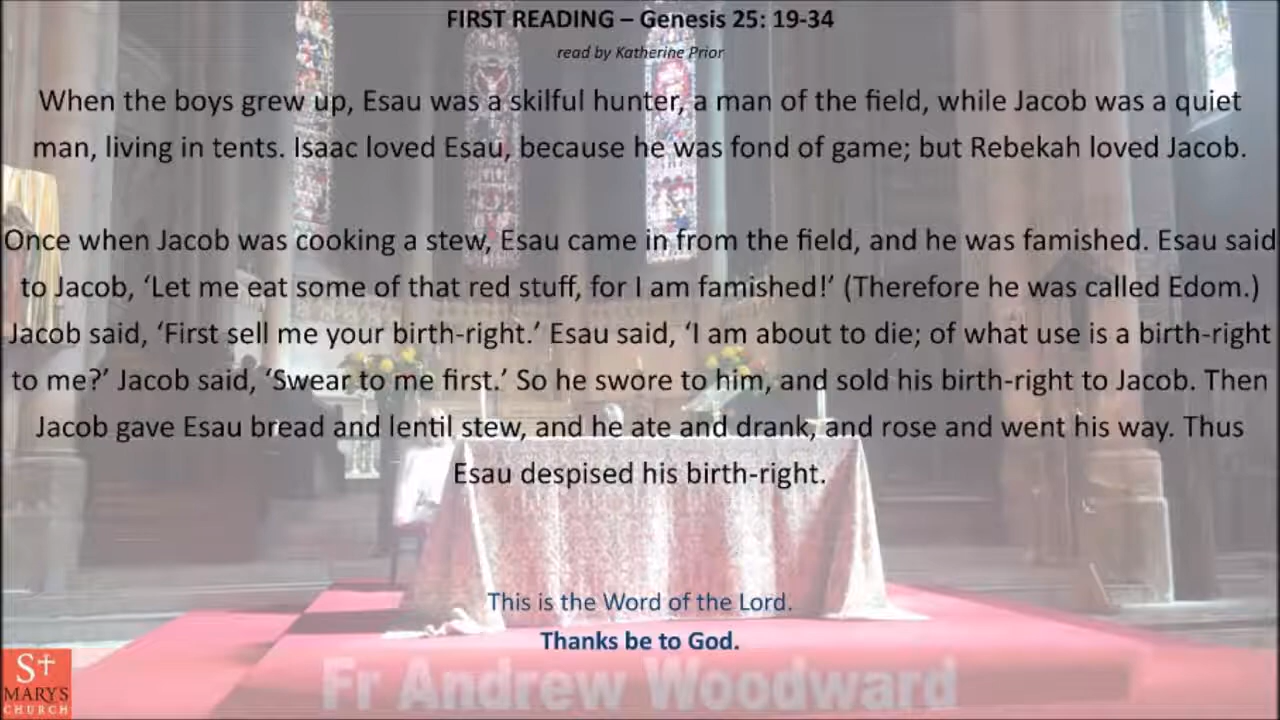 FIRST READING – Genesis 25: 19-34
read by Katherine Prior
When the boys grew up, Esau was a skilful hunter, a man of the field, while Jacob was a quiet
man, living in tents. Isaac loved Esau, because he was fond of game; but Rebekah loved Jacob.
Once when Jacob was cooking a stew, Esau came in from the field, and he was famished. Esau said
to Jacob, ‘Let me eat some of that red stuff, for I am famished!’ (Therefore he was called Edom.)
Jacob said, ‘First sell me your birth-right.’ Esau said, ‘I am about to die; of what use is a birth-right
to me?’ Jacob said, ‘Swear to me first.’ So he swore to him, and sold his birth-right to Jacob. Then
Jacob gave Esau bread and lentil stew, and he ate and drank, and rose and went his way. Thus
Esau despised his birth-right.
This is the Word of the Lord.
Thanks be to God.
St
MARYS
CHURCH
Fr Andrew Woodward